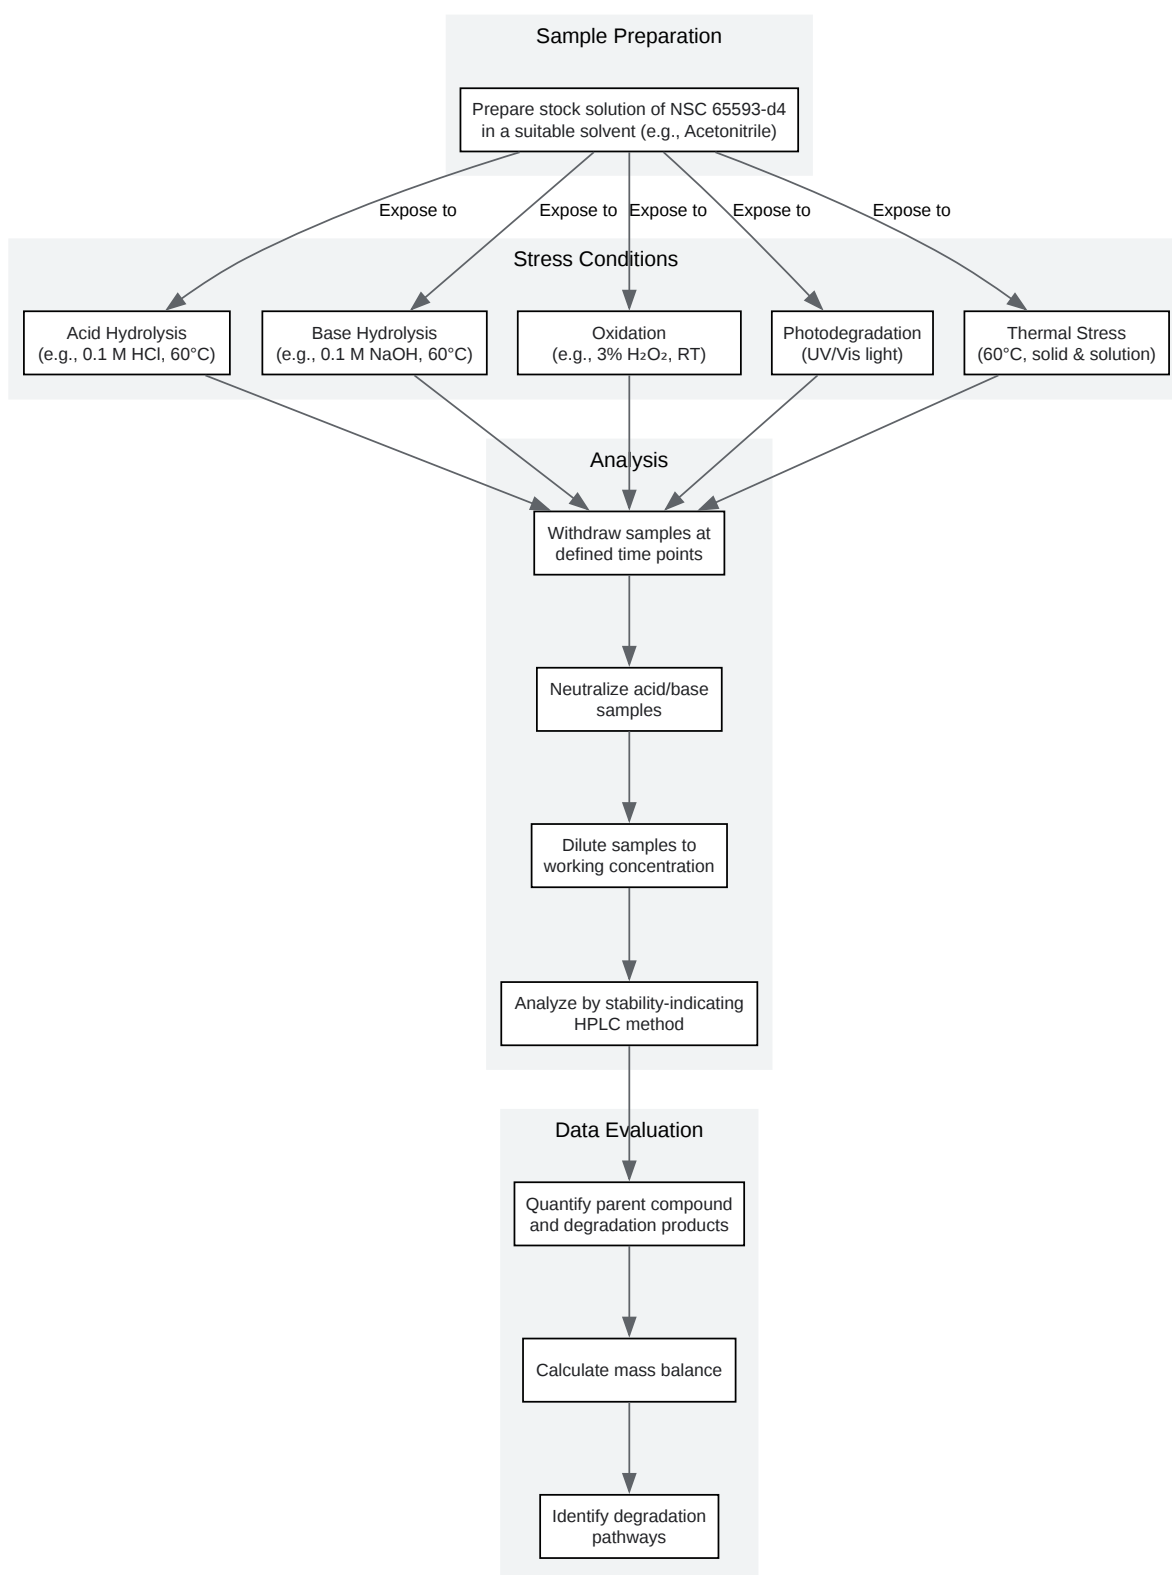 Sample Preparation
Prepare stock solution of NSC 65593-d4
in a suitable solvent (e.g., Acetonitrile)
Expose to
Expose to
Expose to
Expose to
Expose to
Stress Conditions
Acid Hydrolysis
(e.g., 0.1 M HCl, 60°C)
Base Hydrolysis
(e.g., 0.1 M NaOH, 60°C)
Oxidation
(e.g., 3% H₂O₂, RT)
Photodegradation
(UV/Vis light)
Thermal Stress
(60°C, solid & solution)
Analysis
Withdraw samples at
defined time points
Neutralize acid/base
samples
Dilute samples to
working concentration
Analyze by stability-indicating
HPLC method
Data Evaluation
Quantify parent compound
and degradation products
Calculate mass balance
Identify degradation
pathways